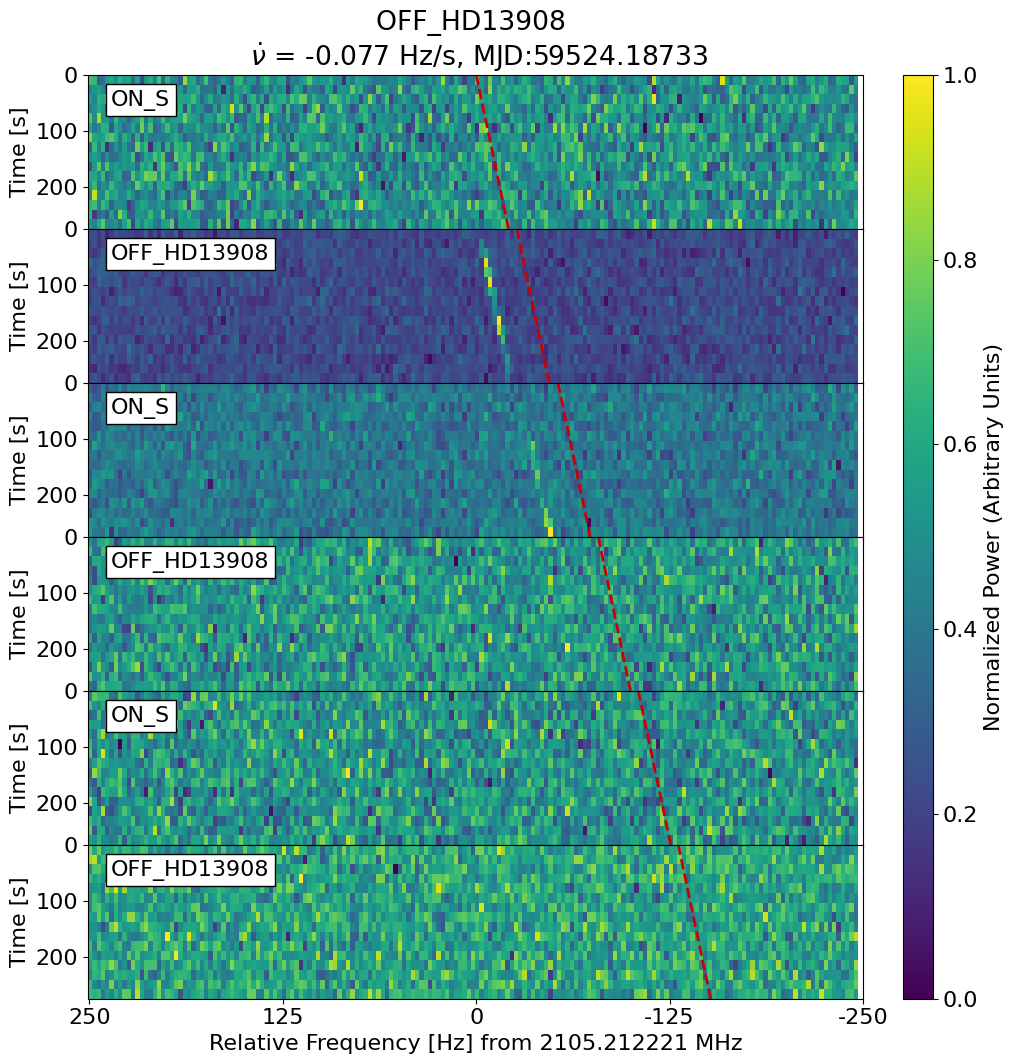 OFF_HD13908
ν̇ = -0.077 Hz/s, MJD:59524.18733
0
ON_S
100
Time [s]
200
0
OFF_HD13908
100
Time [s]
200
0
ON_S
100
Time [s]
200
0
OFF_HD13908
100
Time [s]
200
0
ON_S
100
Time [s]
200
0
OFF_HD13908
100
Time [s]
200
250 125 0 -125 -250
Relative Frequency [Hz] from 2105.212221 MHz
1.0
0.8
0.6
0.4
0.2
0.0
Normalized Power (Arbitrary Units)